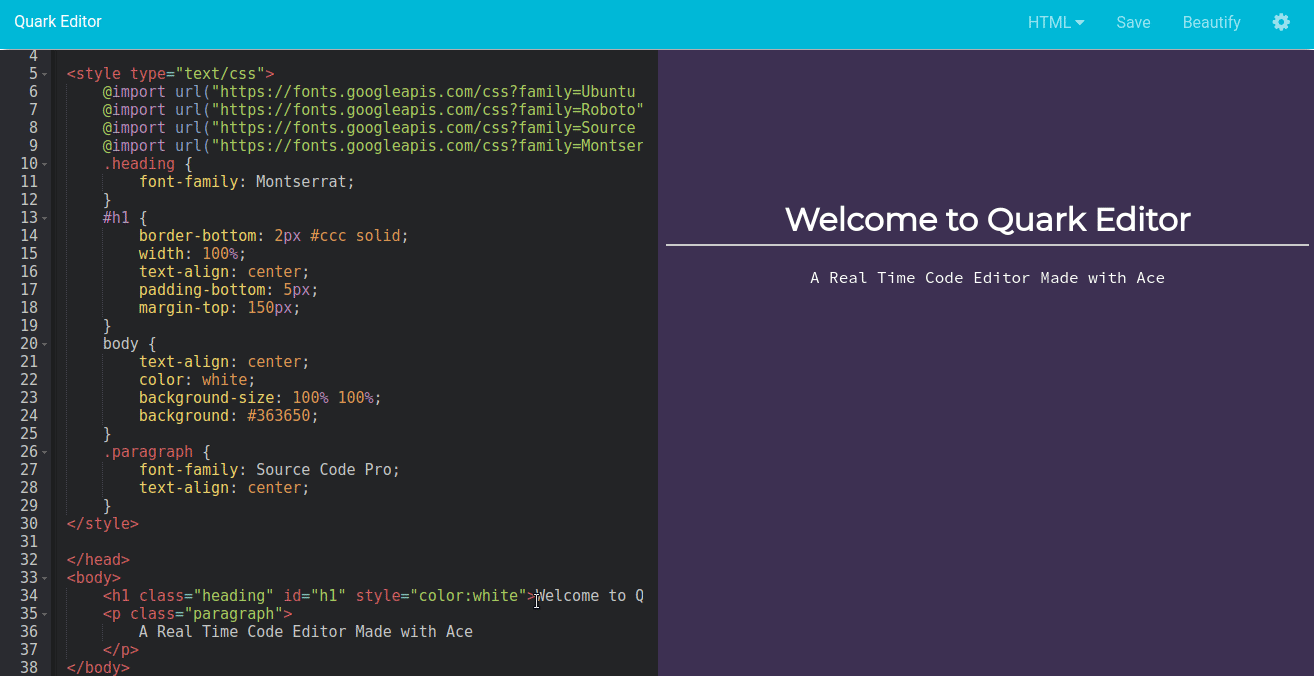 Quark Editor
HTML Save Beautify
4
5 <style type="text/css">
6 @import url("https://fonts.googleapis.com/css?family=Ubuntu
7 @import url("https://fonts.googleapis.com/css?family=Roboto"
8 @import url("https://fonts.googleapis.com/css?family=Source
9 @import url("https://fonts.googleapis.com/css?family=Montser
10 .heading {
11 font-family: Montserrat;
12 }
13 #h1 {
14 border-bottom: 2px #ccc solid;
15 width: 100%;
16 text-align: center;
17 padding-bottom: 5px;
18 margin-top: 150px;
19 }
20 body {
21 text-align: center;
22 color: white;
23 background-size: 100% 100%;
24 background: #363650;
25 }
26 .paragraph {
27 font-family: Source Code Pro;
28 text-align: center;
29 }
30 </style>
31
32 </head>
33 <body>
34 <h1 class="heading" id="h1" style="color:white">Welcome to Q
35 <p class="paragraph">
36 A Real Time Code Editor Made with Ace
37 </p>
38 </body>
Welcome to Quark Editor
A Real Time Code Editor Made with Ace